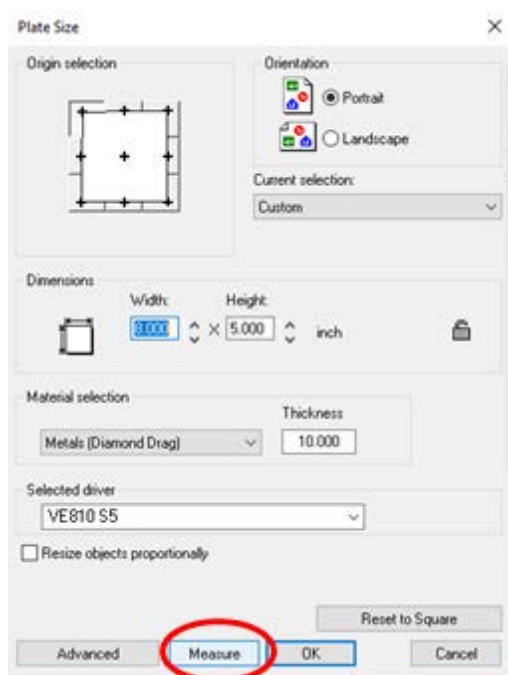 Plate Size
Origin selection
Orientation
Portrait
Landscape
Current selection:
Custom
Dimensions
Width:
Height:
8.000 × 5.000 inch
Material selection
Thickness
Metals (Diamond Drag)
10.000
Selected driver
VE810 S5
Resize objects proportionally
Reset to Square
Advanced
Measure
OK
Cancel